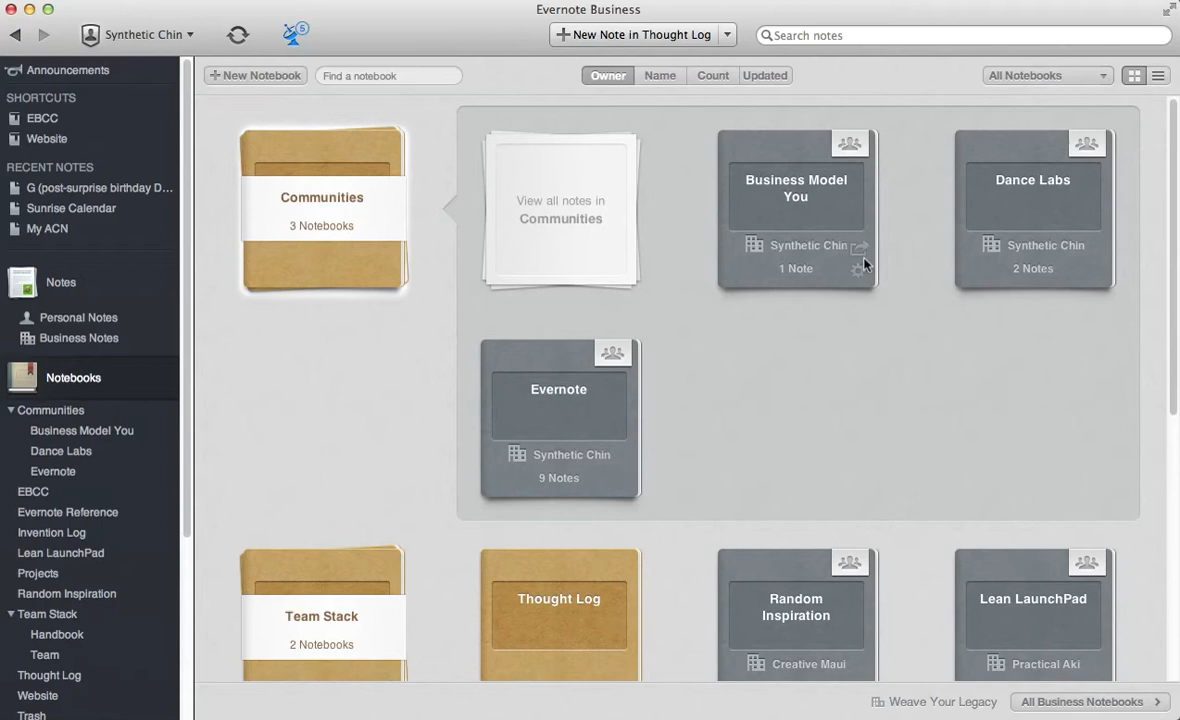 Evernote Business
Synthetic Chin
5
New Note in Thought Log
Search notes
Announcements
SHORTCUTS
EBCC
Website
RECENT NOTES
G (post-surprise birthday D...
Sunrise Calendar
My ACN
Notes
Personal Notes
Business Notes
Notebooks
Communities
Business Model You
Dance Labs
Evernote
EBCC
Evernote Reference
Invention Log
Lean LaunchPad
Projects
Random Inspiration
Team Stack
Handbook
Team
Thought Log
Website
Trash
New Notebook
Find a notebook
Owner
Name
Count
Updated
All Notebooks
Communities
3 Notebooks
View all notes in
Communities
Business Model
You
Synthetic Chin
1 Note
Dance Labs
Synthetic Chin
2 Notes
Evernote
Synthetic Chin
9 Notes
Team Stack
2 Notebooks
Thought Log
Random
Inspiration
Creative Maui
Lean LaunchPad
Practical Aki
Weave Your Legacy
All Business Notebooks